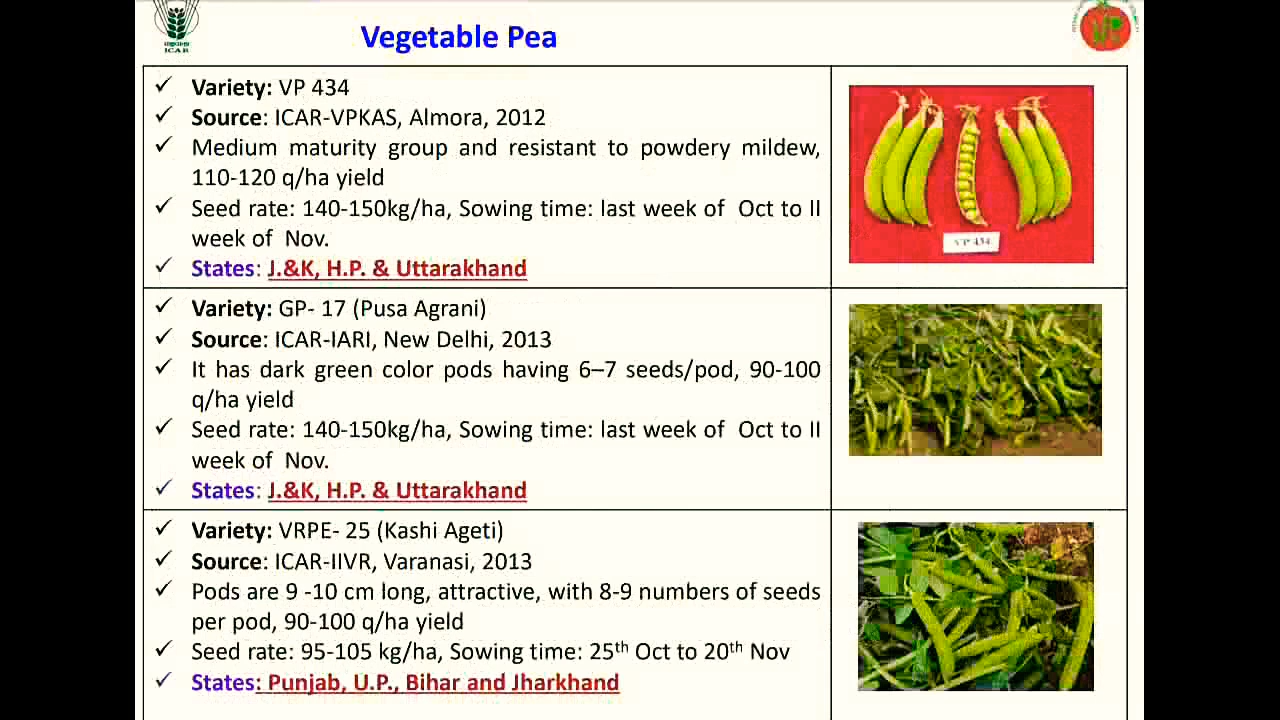 ICAR
Vegetable Pea
✓ Variety: VP 434
✓ Source: ICAR-VPKAS, Almora, 2012
✓ Medium maturity group and resistant to powdery mildew,
110-120 q/ha yield
✓ Seed rate: 140-150kg/ha, Sowing time: last week of Oct to II
week of Nov.
✓ States: J.&K, H.P. & Uttarakhand
VP 434
✓ Variety: GP- 17 (Pusa Agrani)
✓ Source: ICAR-IARI, New Delhi, 2013
✓ It has dark green color pods having 6–7 seeds/pod, 90-100
q/ha yield
✓ Seed rate: 140-150kg/ha, Sowing time: last week of Oct to II
week of Nov.
✓ States: J.&K, H.P. & Uttarakhand
✓ Variety: VRPE- 25 (Kashi Ageti)
✓ Source: ICAR-IIVR, Varanasi, 2013
✓ Pods are 9 -10 cm long, attractive, with 8-9 numbers of seeds
per pod, 90-100 q/ha yield
✓ Seed rate: 95-105 kg/ha, Sowing time: 25th Oct to 20th Nov
✓ States: Punjab, U.P., Bihar and Jharkhand